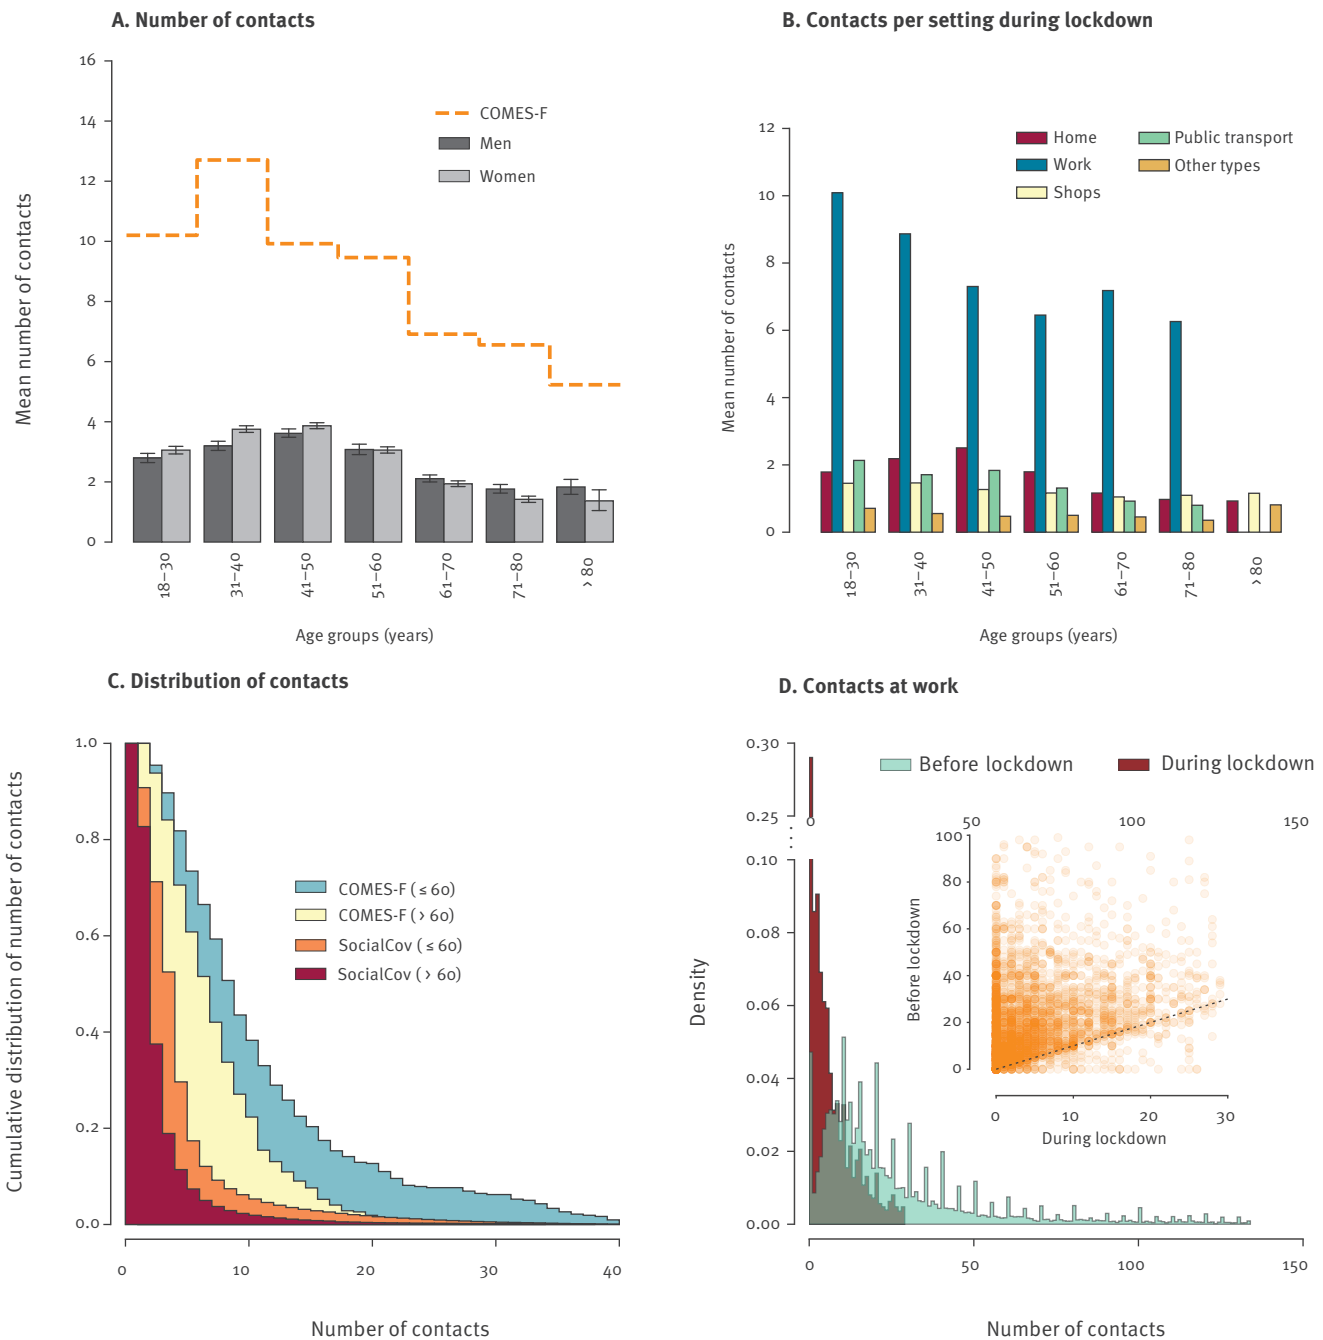 A. Number of contacts
Mean number of contacts
16
14
12
10
8
6
4
2
0
COMES-F
Men
Women
18–30
31–40
41–50
51–60
61–70
71–80
> 80
Age groups (years)
B. Contacts per setting during lockdown
Mean number of contacts
12
10
8
6
4
2
0
Home
Work
Shops
Public transport
Other types
18–30
31–40
41–50
51–60
61–70
71–80
> 80
Age groups (years)
C. Distribution of contacts
Cumulative distribution of number of contacts
1.0
0.8
0.6
0.4
0.2
0.0
COMES-F ( ≤ 60)
COMES-F ( > 60)
SocialCov ( ≤ 60)
SocialCov ( > 60)
0
10
20
30
40
Number of contacts
D. Contacts at work
Density
0.30
0.25
0.10
0.08
0.06
0.04
0.02
0.00
Before lockdown
During lockdown
0
50
100
150
Before lockdown
100
80
60
40
20
0
0
10
20
30
During lockdown
0
50
100
150
Number of contacts